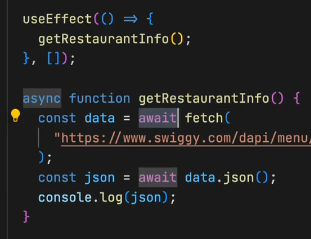 useEffect(() => {
getRestaurantInfo();
}, []);
async function getRestaurantInfo() {
const data = await fetch(
"https://www.swiggy.com/dapi/menu/
);
const json = await data.json();
console.log(json);
}